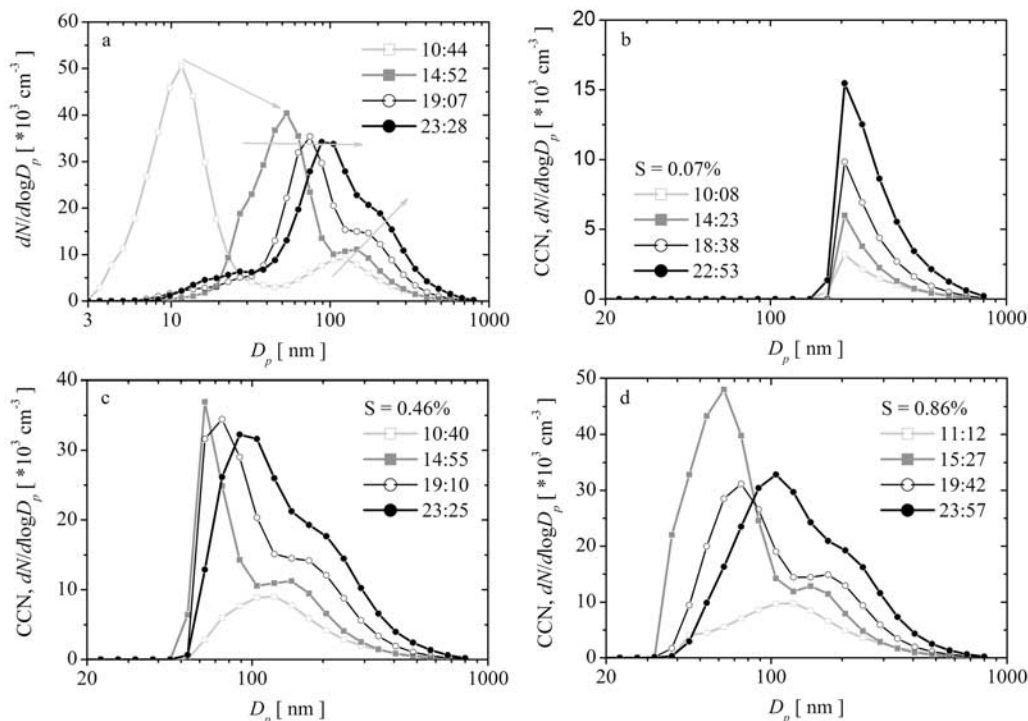 a
dN/dlogDp [ *10³ cm⁻³ ]
60
50
40
30
20
10
0
10:44
14:52
19:07
23:28
3 10 100 1000
Dp [ nm ]
b
CCN, dN/dlogDp [ *10³ cm⁻³ ]
20
15
10
5
0
S = 0.07%
10:08
14:23
18:38
22:53
20 100 1000
Dp [ nm ]
c
CCN, dN/dlogDp [ *10³ cm⁻³ ]
40
30
20
10
0
S = 0.46%
10:40
14:55
19:10
23:25
20 100 1000
Dp [ nm ]
d
CCN, dN/dlogDp [ *10³ cm⁻³ ]
50
40
30
20
10
0
S = 0.86%
11:12
15:27
19:42
23:57
20 100 1000
Dp [ nm ]